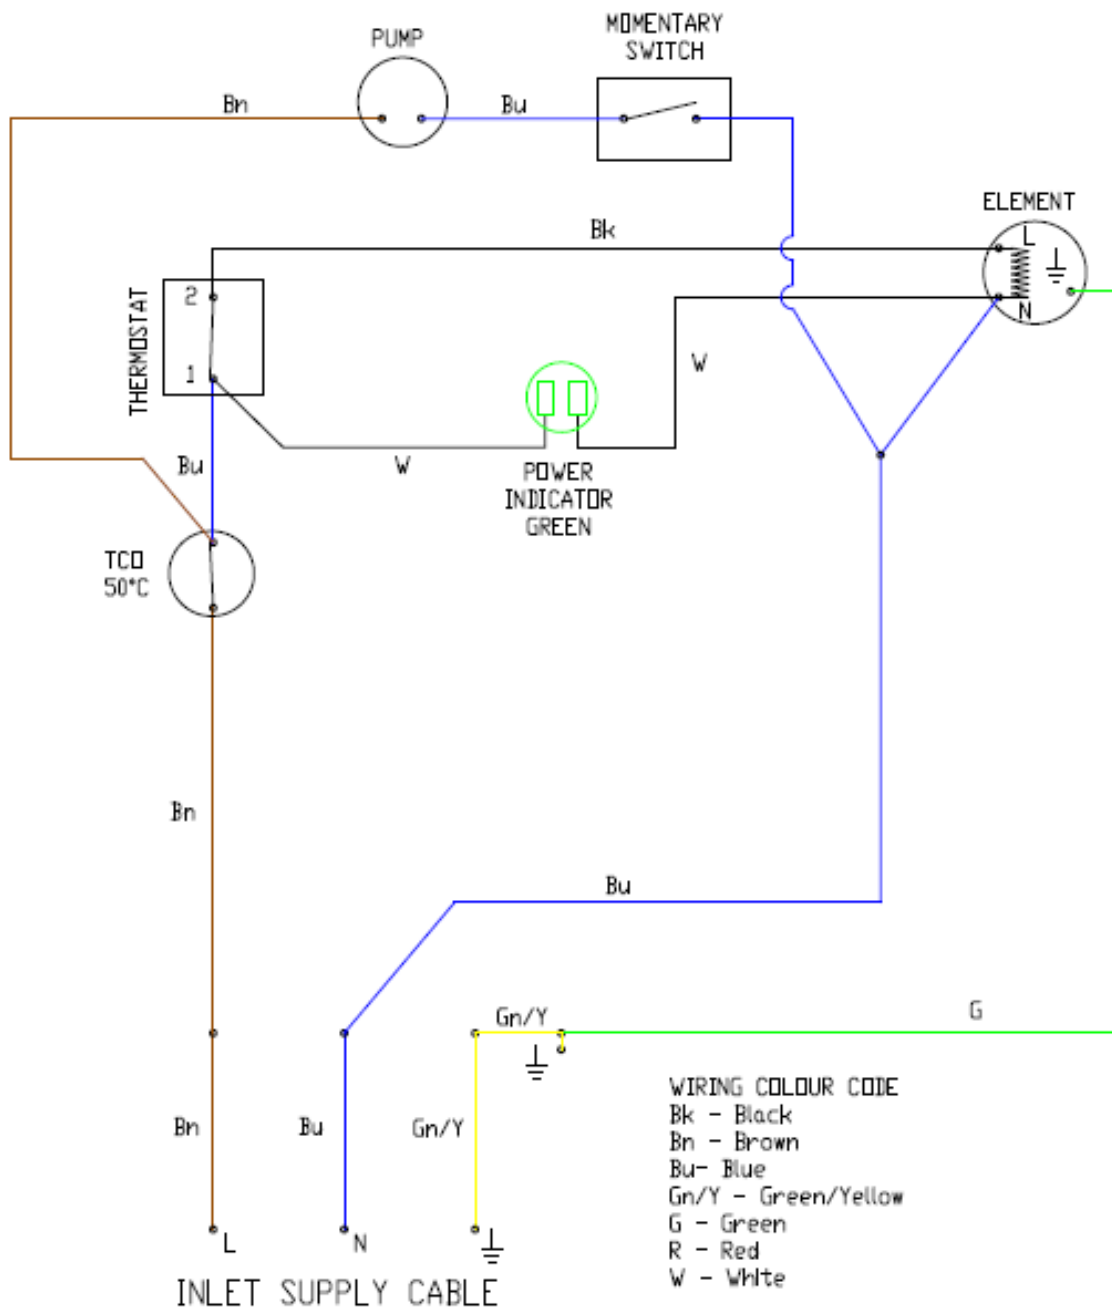 PUMP
MOMENTARY
SWITCH
Bn
Bu
ELEMENT
Bk
L
N
THERMOSTAT
2
1
W
W
Bu
POWER
INDICATOR
GREEN
TCO
50°C
Bn
Bu
Gn/Y
G
Bn
Bu
Gn/Y
L
N
INLET SUPPLY CABLE
WIRING COLOUR CODE
Bk - Black
Bn - Brown
Bu- Blue
Gn/Y - Green/Yellow
G - Green
R - Red
W - White